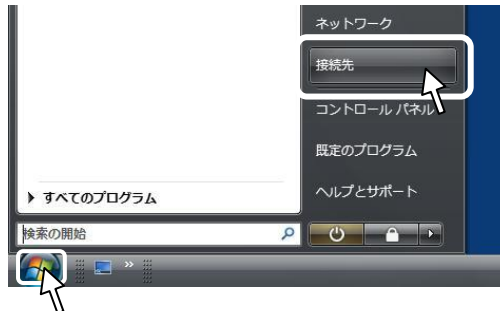 ネットワーク
接続先
コントロール パネル
既定のプログラム
ヘルプとサポート
すべてのプログラム
検索の開始
»